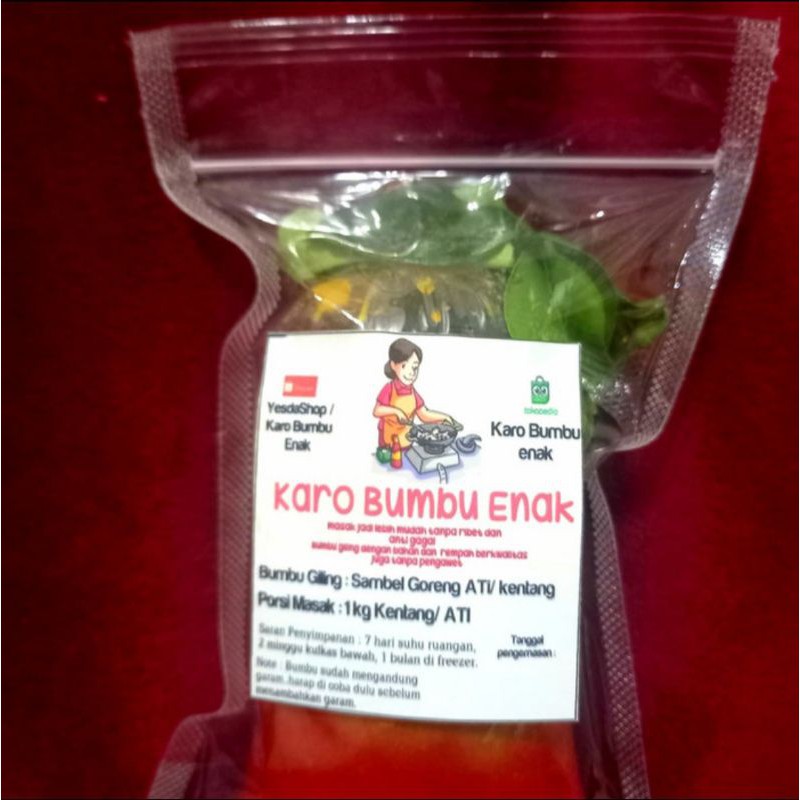 YesdaShop /
Karo Bumbu
Enak
tokopedia
Karo Bumbu
enak
Karo Bumbu Enak
masak jadi lebih mudah tanpa ribet dan
anti gagal
Bumbu giling dengan bahan dan rempah berkwalitas
juga tanpa pengawet
Bumbu Giling : Sambel Goreng ATI/ kentang
Porsi Masak : 1 kg Kentang/ ATI
Saran Penyimpanan : 7 hari suhu ruangan,
2 minggu kulkas bawah, 1 bulan di freezer.
Tanggal
pengemasan :
Note : Bumbu sudah mengandung
garam, harap di coba dulu sebelum
menambahkan garam.